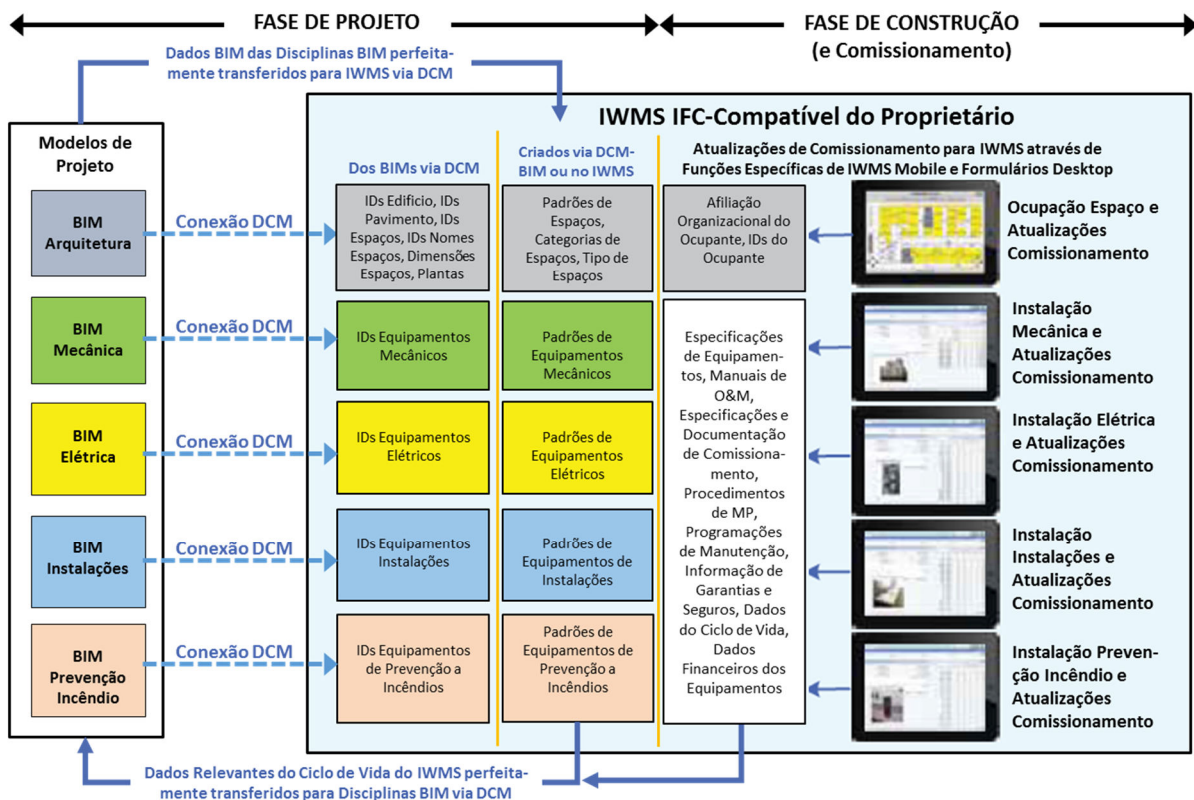 FASE DE PROJETO
FASE DE CONSTRUÇÃO
(e Comissionamento)
Dados BIM das Disciplinas BIM perfeita-
mente transferidos para IWMS via DCM
IWMS IFC-Compatível do Proprietário
Modelos de
Projeto
Dos BIMs via DCM
Criados via DCM-
BIM ou no IWMS
Atualizações de Comissionamento para IWMS através de
Funções Específicas de IWMS Mobile e Formulários Desktop
BIM
Arquitetura
Conexão DCM
IDs Edificio, IDs
Pavimento, IDs
Espaços, IDs Nomes
Espaços, Dimensões
Espaços, Plantas
Padrões de
Espaços,
Categorias de
Espaços, Tipo de
Espaços
Afiliação
Organizacional do
Ocupante, IDs do
Ocupante
Ocupação Espaço e
Atualizações
Comissionamento
BIM
Mecânica
Conexão DCM
IDs Equipamentos
Mecânicos
Padrões de
Equipamentos
Mecânicos
Especificações
de Equipamen-
tos, Manuais de
O&M,
Especificações e
Documentação
de Comissiona-
mento,
Procedimentos
de MP,
Programações
de Manutenção,
Informação de
Garantias e
Seguros, Dados
do Ciclo de Vida,
Dados
Financeiros dos
Equipamentos
Instalação
Mecânica e
Atualizações
Comissionamento
BIM
Elétrica
Conexão DCM
IDs Equipamentos
Elétricos
Padrões de
Equipamentos
Elétricos
Instalação Elétrica
e Atualizações
Comissionamento
BIM
Instalações
Conexão DCM
IDs Equipamentos
Instalações
Padrões de
Equipamentos de
Instalações
Instalação
Instalações e
Atualizações
Comissionamento
BIM
Prevenção
Incêndio
Conexão DCM
IDs Equipamentos
de Prevenção a
Incêndios
Padrões de
Equipamentos de
Prevenção a
Incêndios
Instalação Preven-
ção Incêndio e
Atualizações
Comissionamento
Dados Relevantes do Ciclo de Vida do IWMS perfeita-
mente transferidos para Disciplinas BIM via DCM